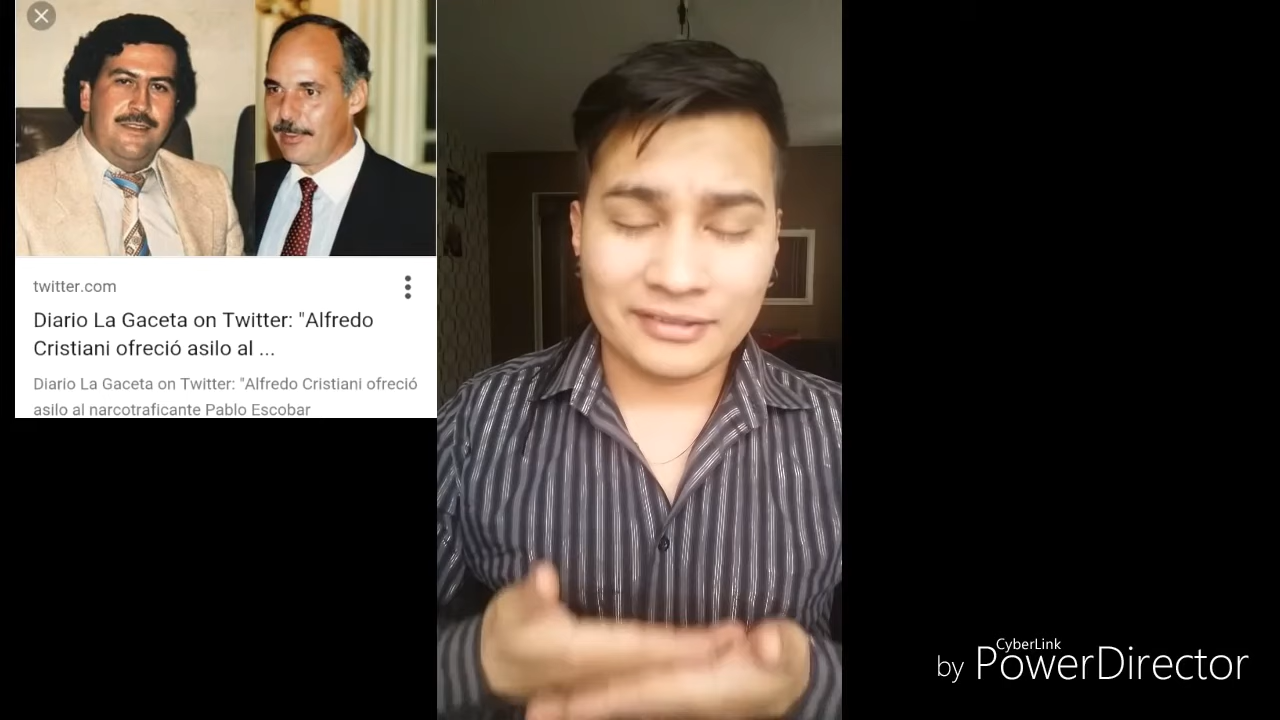 twitter.com
Diario La Gaceta on Twitter: "Alfredo
Cristiani ofreció asilo al ...
Diario La Gaceta on Twitter: "Alfredo Cristiani ofreció
asilo al narcotraficante Pablo Escobar
CyberLink
by PowerDirector